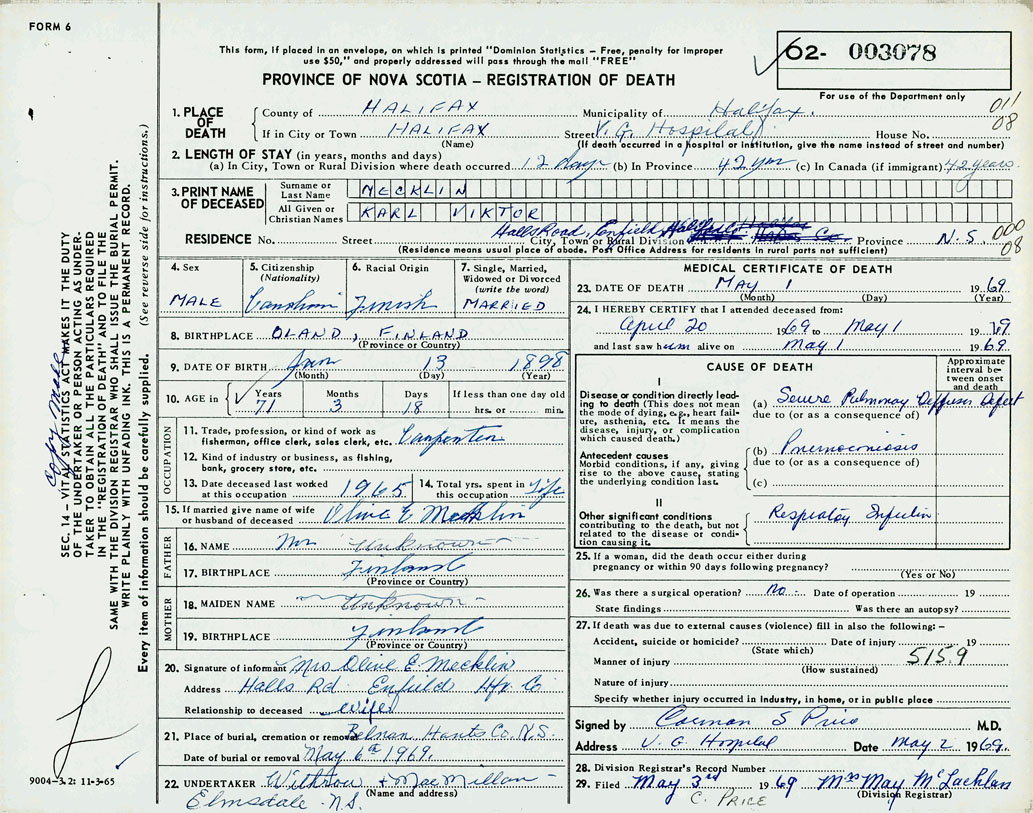 FORM 6
This form, if placed in an envelope, on which is printed "Dominion Statistics – Free, penalty for improper
use $50," and properly addressed will pass through the mail "FREE"
PROVINCE OF NOVA SCOTIA – REGISTRATION OF DEATH
02- 003078
For use of the Department only
011
08
1. PLACE OF DEATH
County of HALIFAX Municipality of Halifax.
If in City or Town HALIFAX Street V. G. Hospital House No.
(Name) (If death occurred in a hospital or institution, give the name instead of street and number)
2. LENGTH OF STAY (in years, months and days)
(a) In City, Town or Rural Division where death occurred 12 days (b) In Province 42 yrs (c) In Canada (if immigrant) 42 years.
3. PRINT NAME OF DECEASED
Surname or Last Name MECKLIN
All Given or Christian Names KARL VIKTOR
RESIDENCE No. Street Halls Road, Enfield Halifax Co. Province N.S.
City, Town or Rural Division
(Residence means usual place of abode. Post Office Address for residents in rural parts not sufficient)
000
08
4. Sex
MALE
5. Citizenship
(Nationality)
Canadian
6. Racial Origin
Finish
7. Single, Married,
Widowed or Divorced
(write the word)
MARRIED
8. BIRTHPLACE OLAND, FINLAND
(Province or Country)
9. DATE OF BIRTH 13 1898
(Month) (Day) (Year)
10. AGE in Years Months Days If less than one day old
71 3 18 hrs. or min.
OCCUPATION
11. Trade, profession, or kind of work as
fisherman, office clerk, sales clerk, etc. Carpenter
12. Kind of industry or business, as fishing,
bank, grocery store, etc.
13. Date deceased last worked
at this occupation 1965
14. Total yrs. spent in
this occupation Life
15. If married give name of wife
or husband of deceased Olive E Mecklin
FATHER
16. NAME Mr Unknown
17. BIRTHPLACE Finland
(Province or Country)
MOTHER
18. MAIDEN NAME Unknown
19. BIRTHPLACE Finland
(Province or Country)
20. Signature of informant Mrs Olive E. Mecklin
Address Halls Rd Enfield Hfx. Co
Relationship to deceased wife
21. Place of burial, cremation or removal Belnan Hants Co. N.S.
Date of burial or removal May 6th 1969.
22. UNDERTAKER Withrow & MacMillan
(Name and address)
Elmsdale N.S.
MEDICAL CERTIFICATE OF DEATH
23. DATE OF DEATH May 1 1969
(Month) (Day) (Year)
24. I HEREBY CERTIFY that I attended deceased from:
April 20 1969 to May 1 1969
and last saw him alive on May 1 1969.
CAUSE OF DEATH
Approximate
interval be-
tween onset
and death
I
Disease or condition directly lead-
ing to death (This does not mean
the mode of dying, e.g., heart fail-
ure, asthenia, etc. It means the
disease, injury, or complication
which caused death.)
(a) Severe Pulmonary Diffusion Defect
due to (or as a consequence of)
Antecedent causes
Morbid conditions, if any, giving
rise to the above cause, stating
the underlying condition last.
(b) Pneumoconiosis
due to (or as a consequence of)
(c)
II
Other significant conditions
contributing to the death, but not
related to the disease or condi-
tion causing it.
Respiratory Infection
25. If a woman, did the death occur either during
pregnancy or within 90 days following pregnancy?
(Yes or No)
26. Was there a surgical operation? No Date of operation 19
State findings Was there an autopsy?
27. If death was due to external causes (violence) fill in also the following: –
Accident, suicide or homicide? Date of injury 19
(State which)
Manner of injury 515.9
(How sustained)
Nature of injury
Specify whether injury occurred in industry, in home, or in public place
Signed by Corman S Price M.D.
Address V. G. Hospital Date May 2 1969.
28. Division Registrar's Record Number
29. Filed May 3rd 1969 Mrs May McLachlan
C. PRICE (Division Registrar)
SEC. 14 – VITAL STATISTICS ACT MAKES IT THE DUTY
OF THE UNDERTAKER OR PERSON ACTING AS UNDER-
TAKER TO OBTAIN ALL THE PARTICULARS REQUIRED
IN THE "REGISTRATION OF DEATH" AND TO FILE THE
SAME WITH THE DIVISION REGISTRAR WHO SHALL ISSUE THE BURIAL PERMIT.
WRITE PLAINLY WITH UNFADING INK. THIS IS A PERMANENT RECORD.
Every item of information should be carefully supplied. (See reverse side for instructions.)
copy made
9004-3.2: 11-3-65